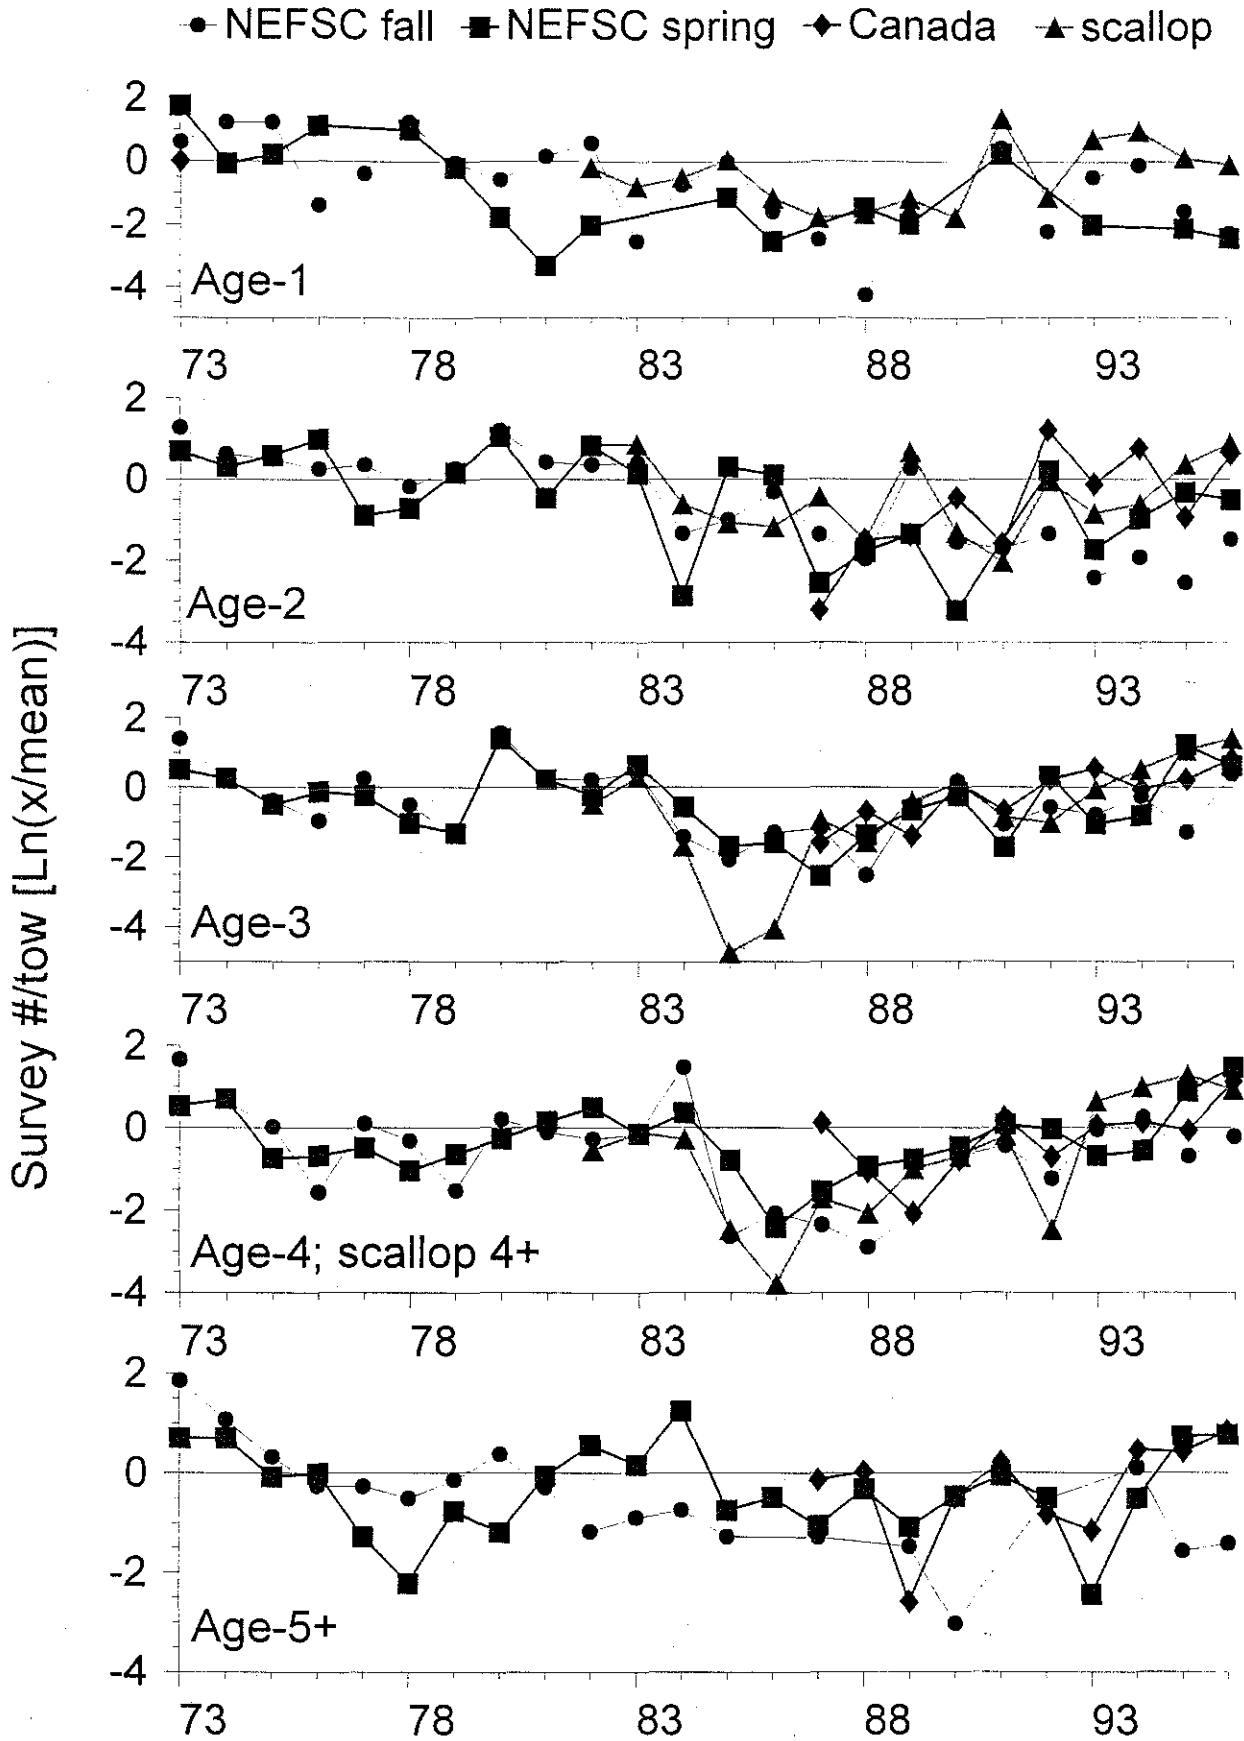 NEFSC fall NEFSC spring Canada scallop
Survey #/tow [Ln(x/mean)]
2
0
-2
-4
Age-1
73 78 83 88 93
2
0
-2
-4
Age-2
73 78 83 88 93
2
0
-2
-4
Age-3
73 78 83 88 93
2
0
-2
-4
Age-4; scallop 4+
73 78 83 88 93
2
0
-2
-4
Age-5+
73 78 83 88 93